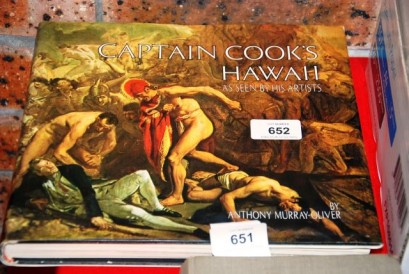 CAPTAIN COOK'S
HAWAII
AS SEEN BY HIS ARTISTS
652
BY
ANTHONY MURRAY-OLIVER
651